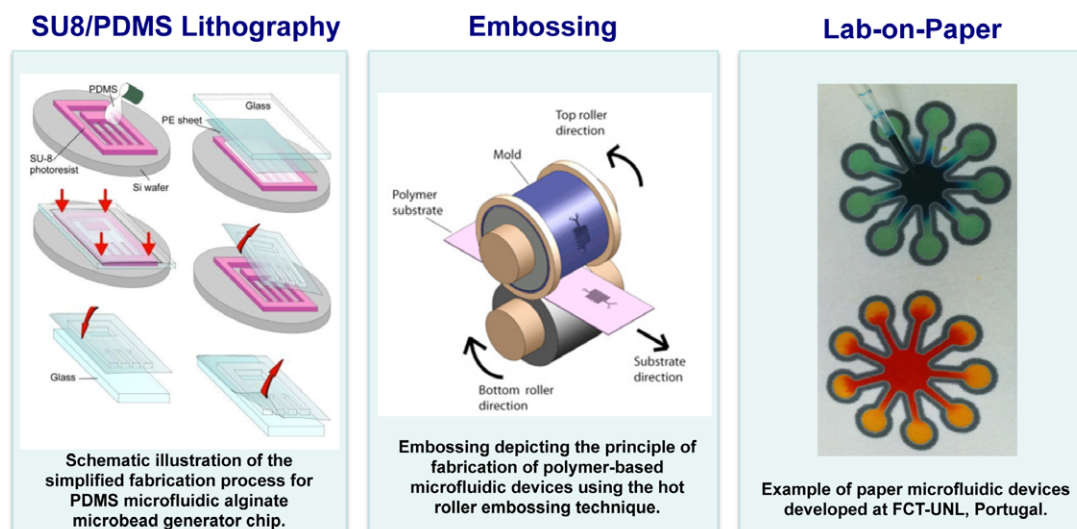 SU8/PDMS Lithography
PDMS
SU-8
photoresist
Si wafer
Glass
PE sheet
Glass
Schematic illustration of the
simplified fabrication process for
PDMS microfluidic alginate
microbead generator chip.
Embossing
Top roller
direction
Mold
Polymer
substrate
Substrate
direction
Bottom roller
direction
Embossing depicting the principle of
fabrication of polymer-based
microfluidic devices using the hot
roller embossing technique.
Lab-on-Paper
Example of paper microfluidic devices
developed at FCT-UNL, Portugal.